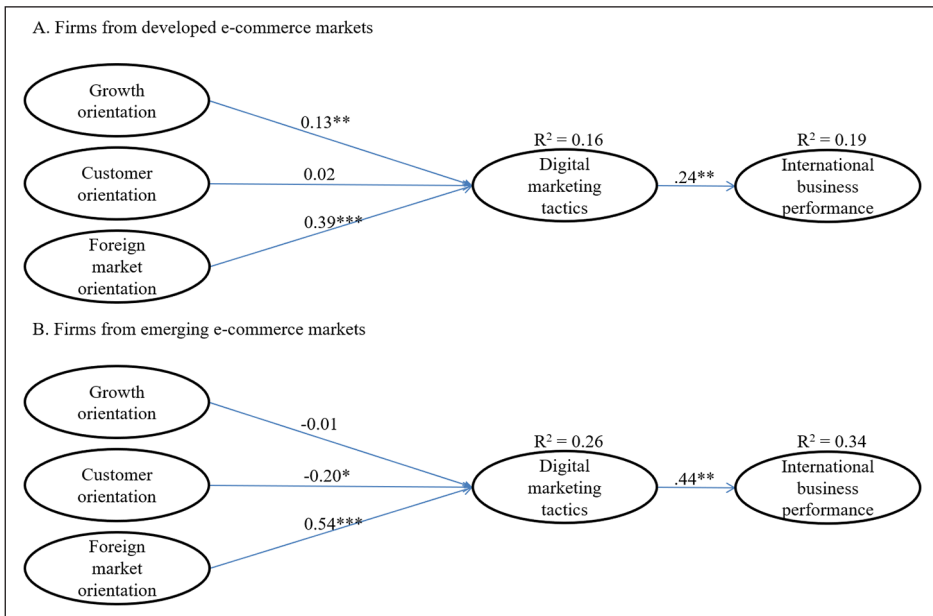 A. Firms from developed e-commerce markets
Growth
orientation
0.13**
R² = 0.16
R² = 0.19
Customer
orientation
0.02
Digital
marketing
tactics
.24**
International
business
performance
0.39***
Foreign
market
orientation
B. Firms from emerging e-commerce markets
Growth
orientation
-0.01
R² = 0.26
R² = 0.34
Customer
orientation
-0.20*
Digital
marketing
tactics
.44**
International
business
performance
0.54***
Foreign
market
orientation